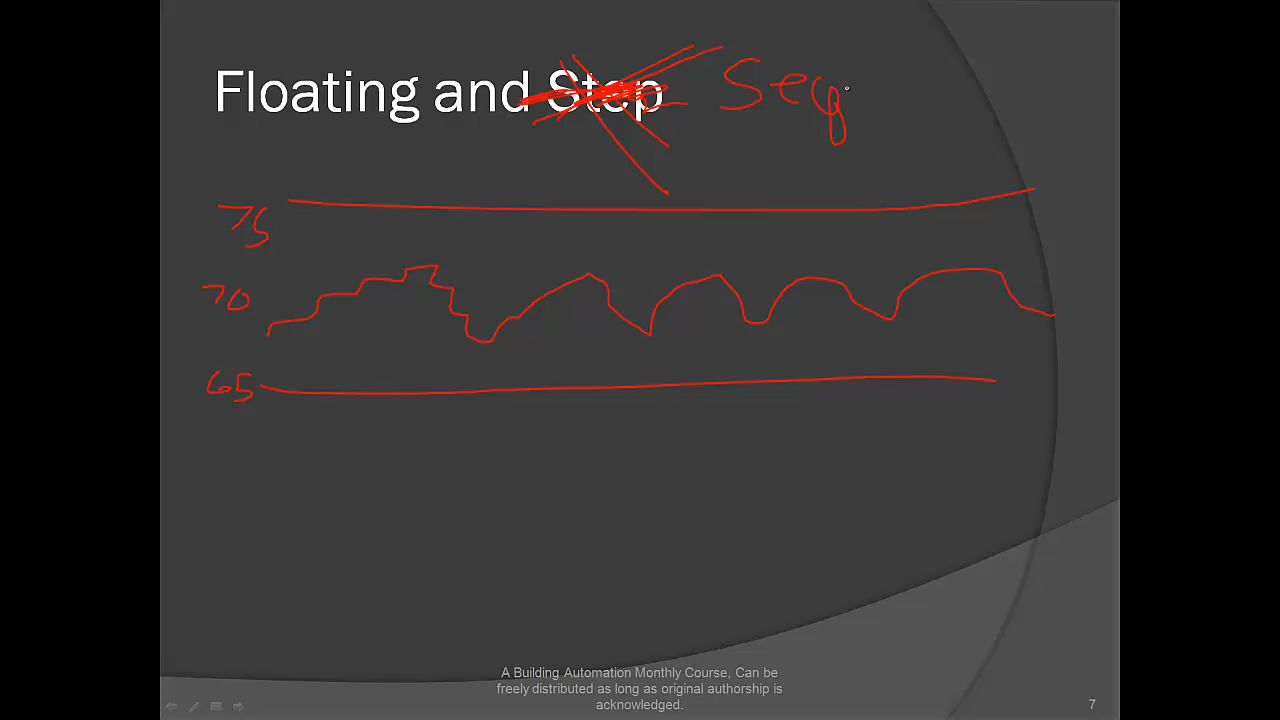 Floating and Step Seq
75
70
65
A Building Automation Monthly Course, Can be
freely distributed as long as original authorship is
acknowledged.
7